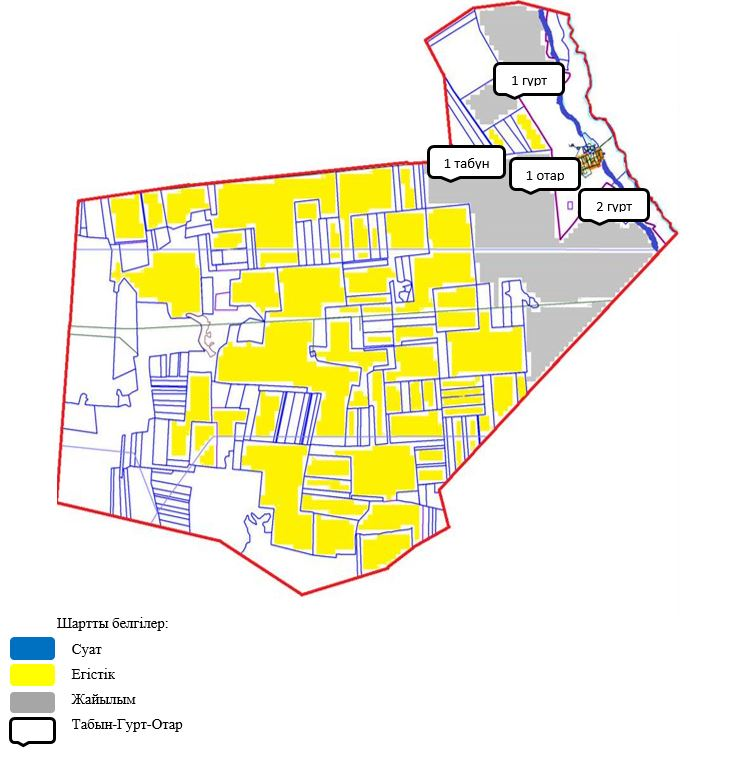 1 гурт
1 табун
1 отар
2 гурт
Шартты белгілер:
Суат
Егістік
Жайылым
Табын-Гурт-Отар